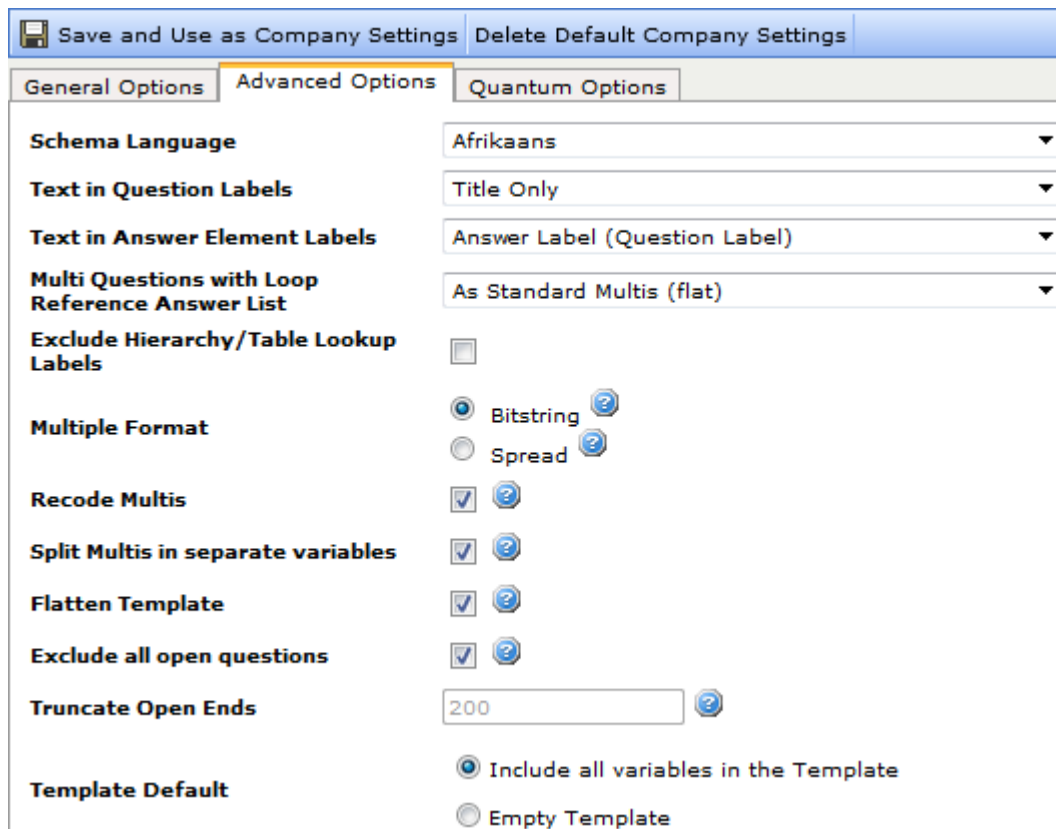 Save and Use as Company Settings Delete Default Company Settings
General Options Advanced Options Quantum Options
Schema Language Afrikaans
Text in Question Labels Title Only
Text in Answer Element Labels Answer Label (Question Label)
Multi Questions with Loop
Reference Answer List As Standard Multis (flat)
Exclude Hierarchy/Table Lookup
Labels
Multiple Format
Bitstring ?
Spread ?
Recode Multis ?
Split Multis in separate variables ?
Flatten Template ?
Exclude all open questions ?
Truncate Open Ends 200 ?
Template Default
Include all variables in the Template
Empty Template